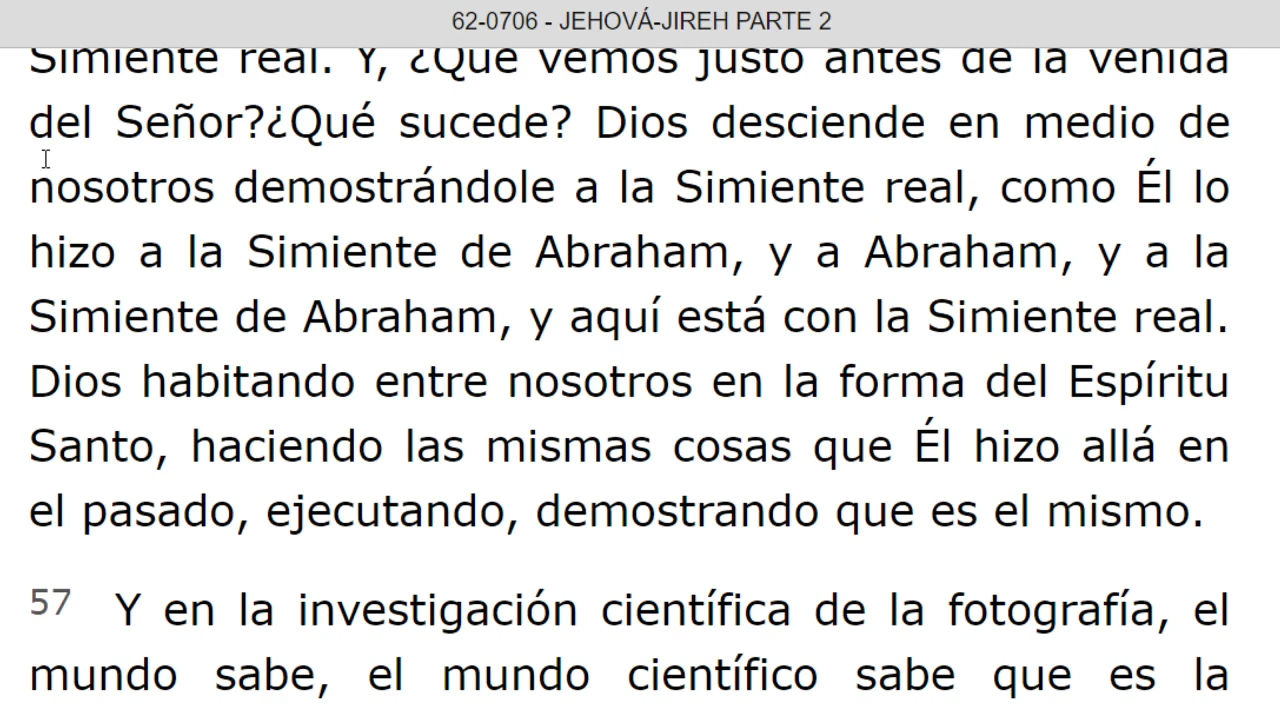 62-0706 - JEHOVÁ-JIREH PARTE 2
Simiente real. Y, ¿Qué vemos justo antes de la venida
del Señor?¿Qué sucede? Dios desciende en medio de
nosotros demostrándole a la Simiente real, como Él lo
hizo a la Simiente de Abraham, y a Abraham, y a la
Simiente de Abraham, y aquí está con la Simiente real.
Dios habitando entre nosotros en la forma del Espíritu
Santo, haciendo las mismas cosas que Él hizo allá en
el pasado, ejecutando, demostrando que es el mismo.
57 Y en la investigación científica de la fotografía, el
mundo sabe, el mundo científico sabe que es la